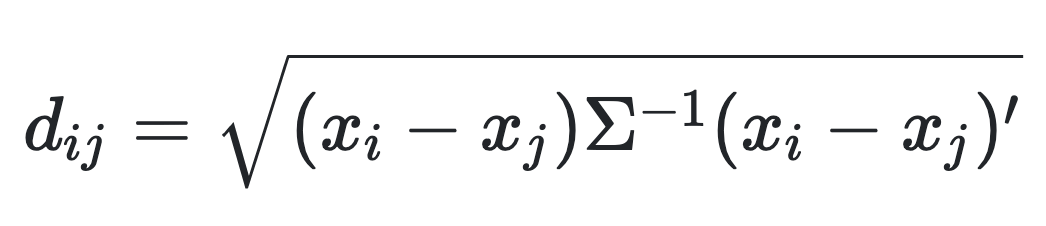 d_{ij} = \sqrt{(x_i - x_j)\Sigma^{-1}(x_i - x_j)'}